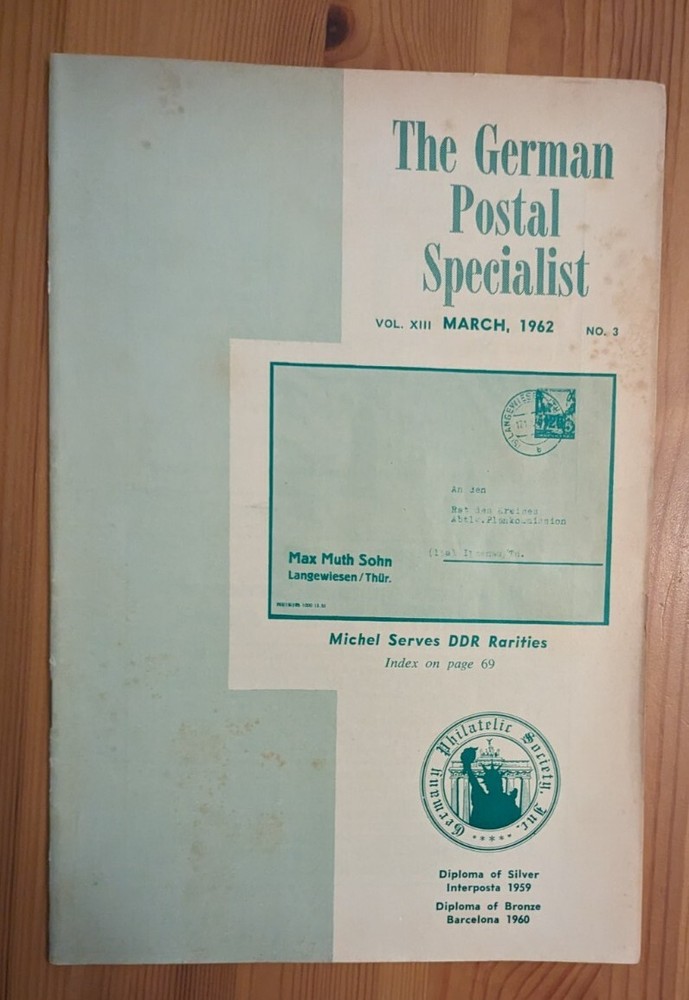 The German
Postal
Specialist
VOL. XIII MARCH, 1962 NO. 3
LANGEWIESEN
b
An den
Rat des Kreises
Abtlg. Plankommission
Max Muth Sohn
Langewiesen/Thür.
Michel Serves DDR Rarities
Index on page 69
Germany Philatelic Society, Inc.
Diploma of Silver
Interposta 1959
Diploma of Bronze
Barcelona 1960